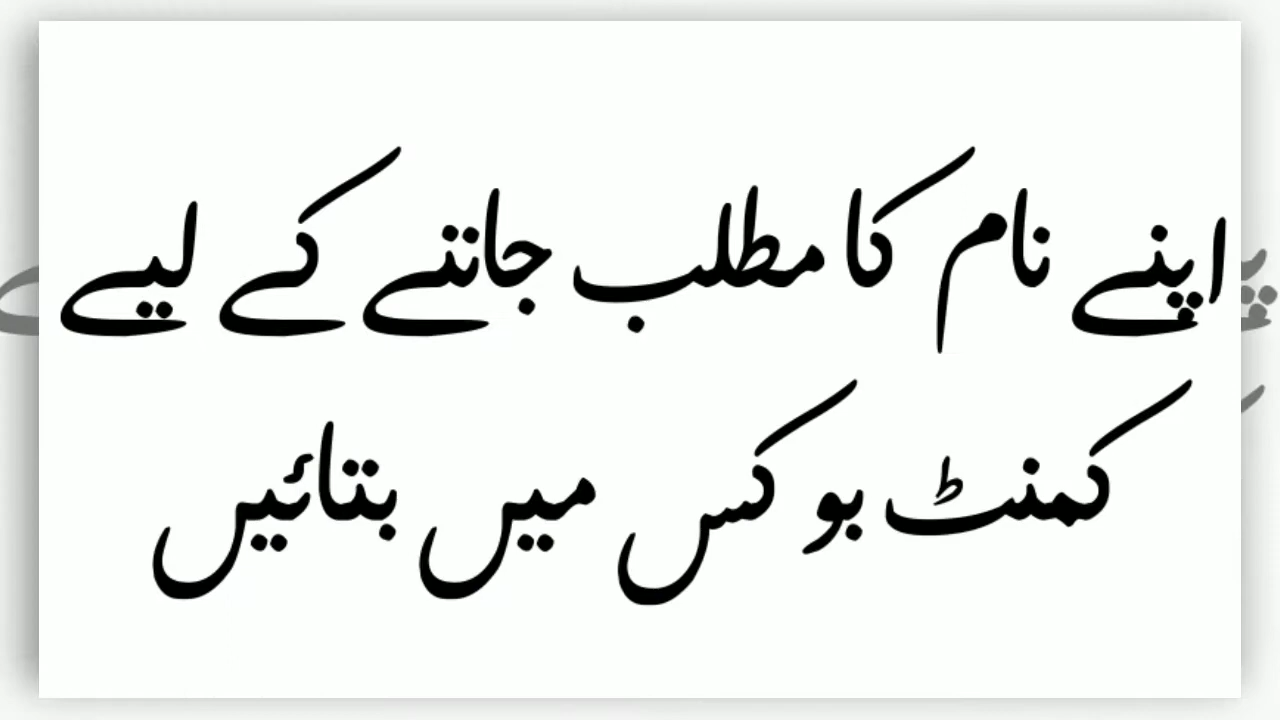 اپنے نام کا مطلب جاننے کے لیے
کمنٹ بوکس میں بتائیں